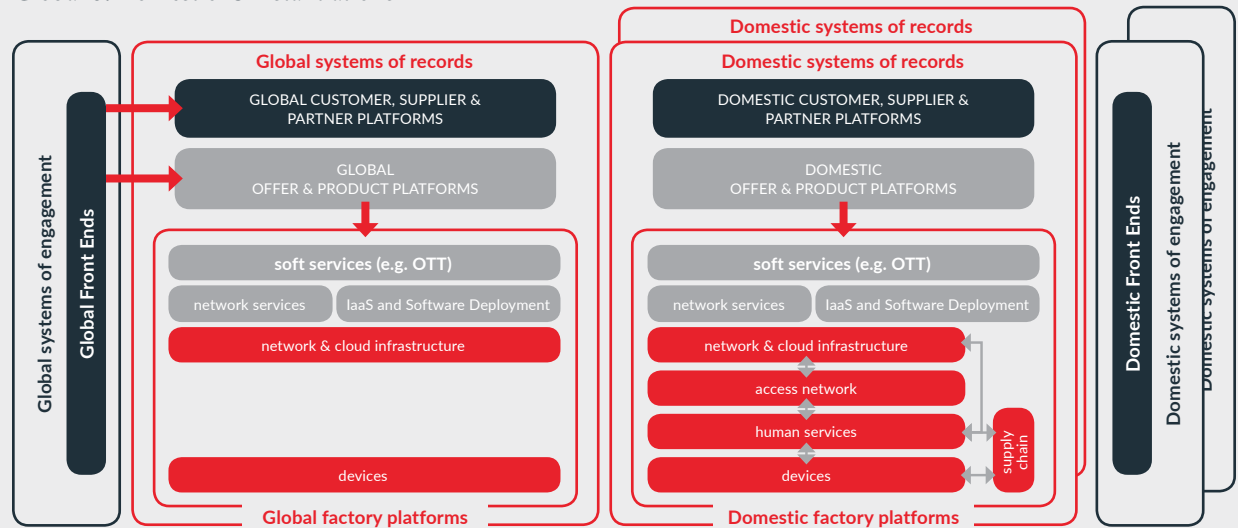 Global systems of engagement
Global Front Ends
Global systems of records
GLOBAL CUSTOMER, SUPPLIER &
PARTNER PLATFORMS
GLOBAL
OFFER & PRODUCT PLATFORMS
soft services (e.g. OTT)
network services
IaaS and Software Deployment
network & cloud infrastructure
devices
Global factory platforms
Domestic systems of records
Domestic systems of records
DOMESTIC CUSTOMER, SUPPLIER &
PARTNER PLATFORMS
DOMESTIC
OFFER & PRODUCT PLATFORMS
soft services (e.g. OTT)
network services
IaaS and Software Deployment
network & cloud infrastructure
access network
human services
devices
supply
chain
Domestic factory platforms
Domestic Front Ends
Domestic systems of engagement
Domestic systems of engagement